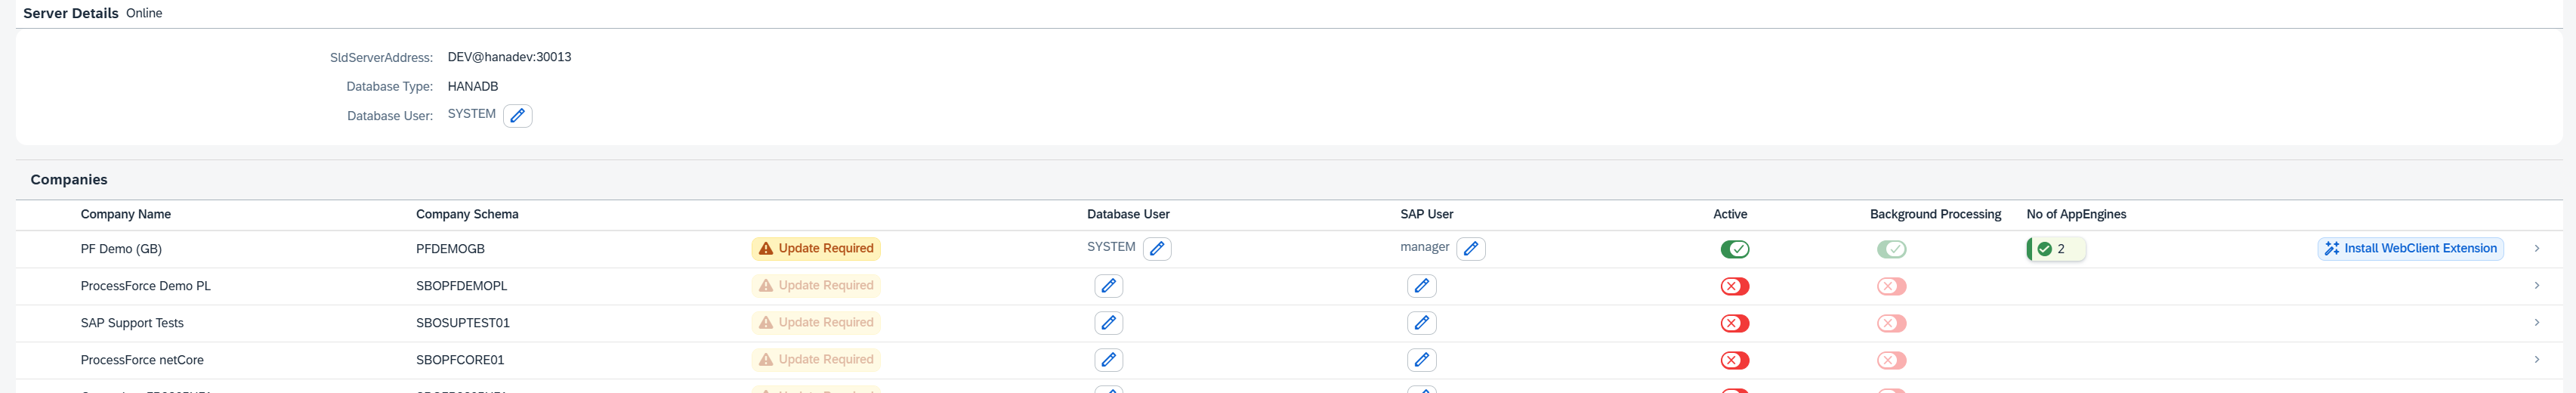 Server Details Online
SldServerAddress: DEV@hanadev:30013
Database Type: HANADB
Database User: SYSTEM
Companies
Company Name Company Schema Database User SAP User Active Background Processing No of AppEngines
PF Demo (GB) PFDEMOGB Update Required SYSTEM manager 2 Install WebClient Extension
ProcessForce Demo PL SBOPFDEMOPL Update Required
SAP Support Tests SBOSUPTEST01 Update Required
ProcessForce netCore SBOPFCORE01 Update Required